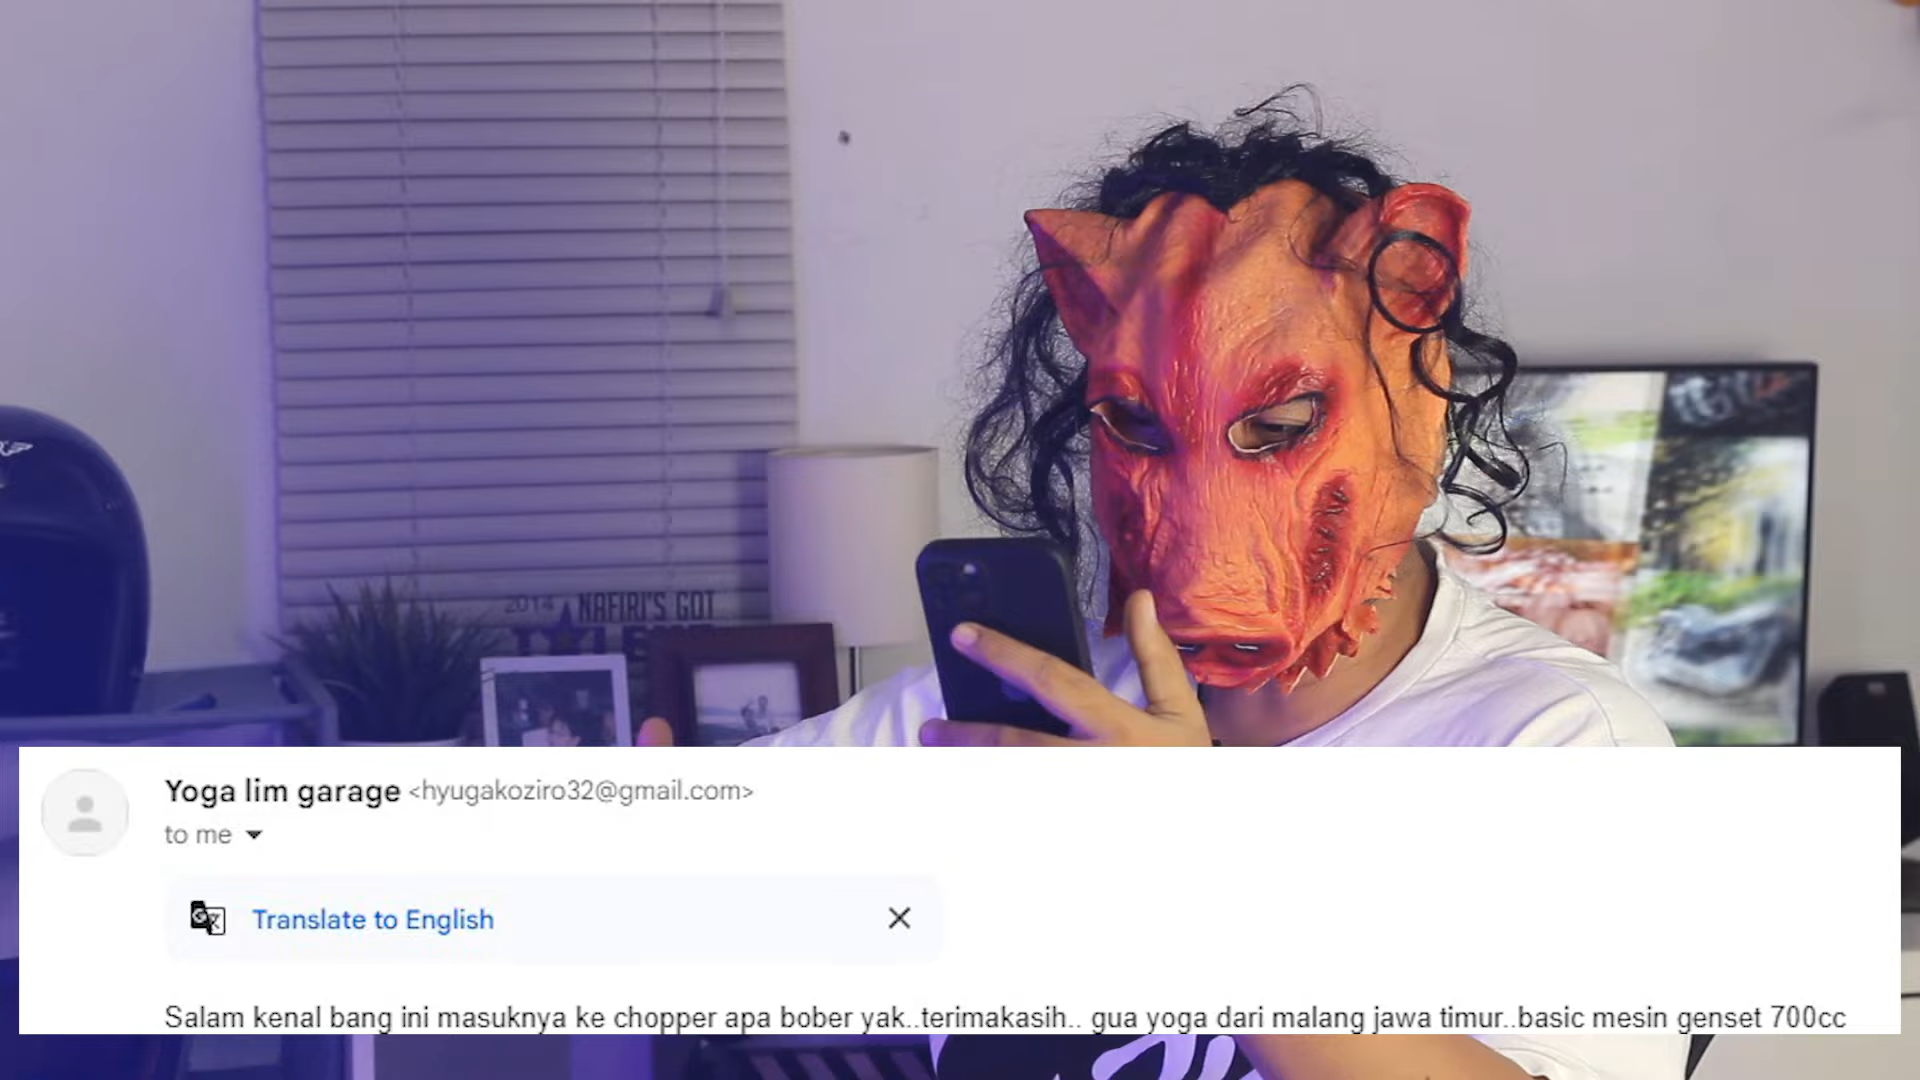 2014 NAFIRI'S GOT
Yoga lim garage <hyugakoziro32@gmail.com>
to me
Translate to English
Salam kenal bang ini masuknya ke chopper apa bober yak..terimakasih.. gua yoga dari malang jawa timur..basic mesin genset 700cc